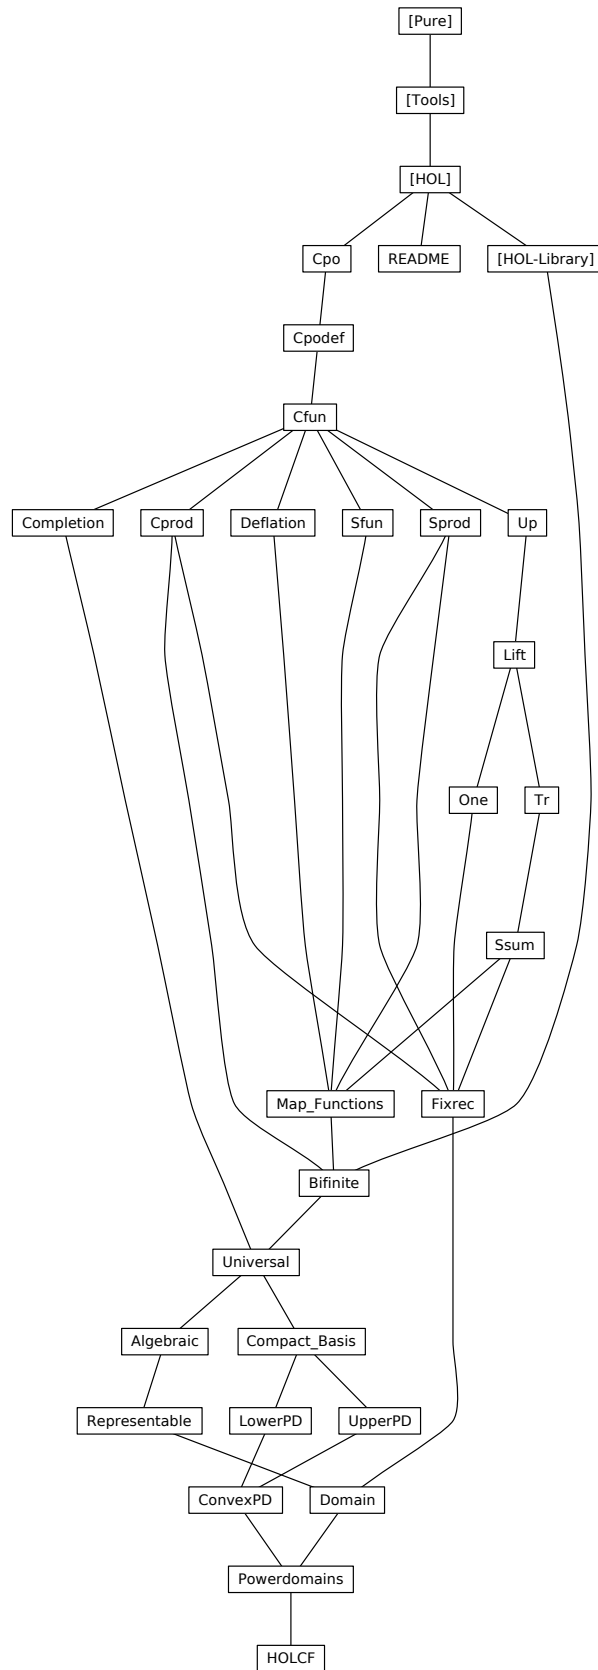 [Pure]
[Tools]
[HOL]
Cpo
README
[HOL-Library]
Cpodef
Cfun
Completion
Cprod
Deflation
Sfun
Sprod
Up
Lift
One
Tr
Ssum
Map_Functions
Fixrec
Bifinite
Universal
Algebraic
Compact_Basis
Representable
LowerPD
UpperPD
ConvexPD
Domain
Powerdomains
HOLCF